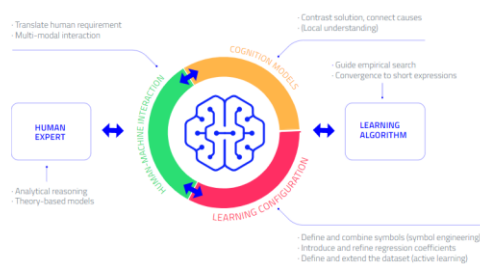 · Translate human requirement
· Multi-modal interaction
· Contrast solution, connect causes
· (Local understanding)
COGNITION MODELS
· Guide empirical search
· Convergence to short expressions
HUMAN-MACHINE INTERACTION
HUMAN
EXPERT
LEARNING
ALGORITHM
· Analytical reasoning
· Theory-based models
LEARNING CONFIGURATION
· Define and combine symbols (symbol engineering)
· Introduce and refine regression coefficients
· Define and extend the dataset (active learning)